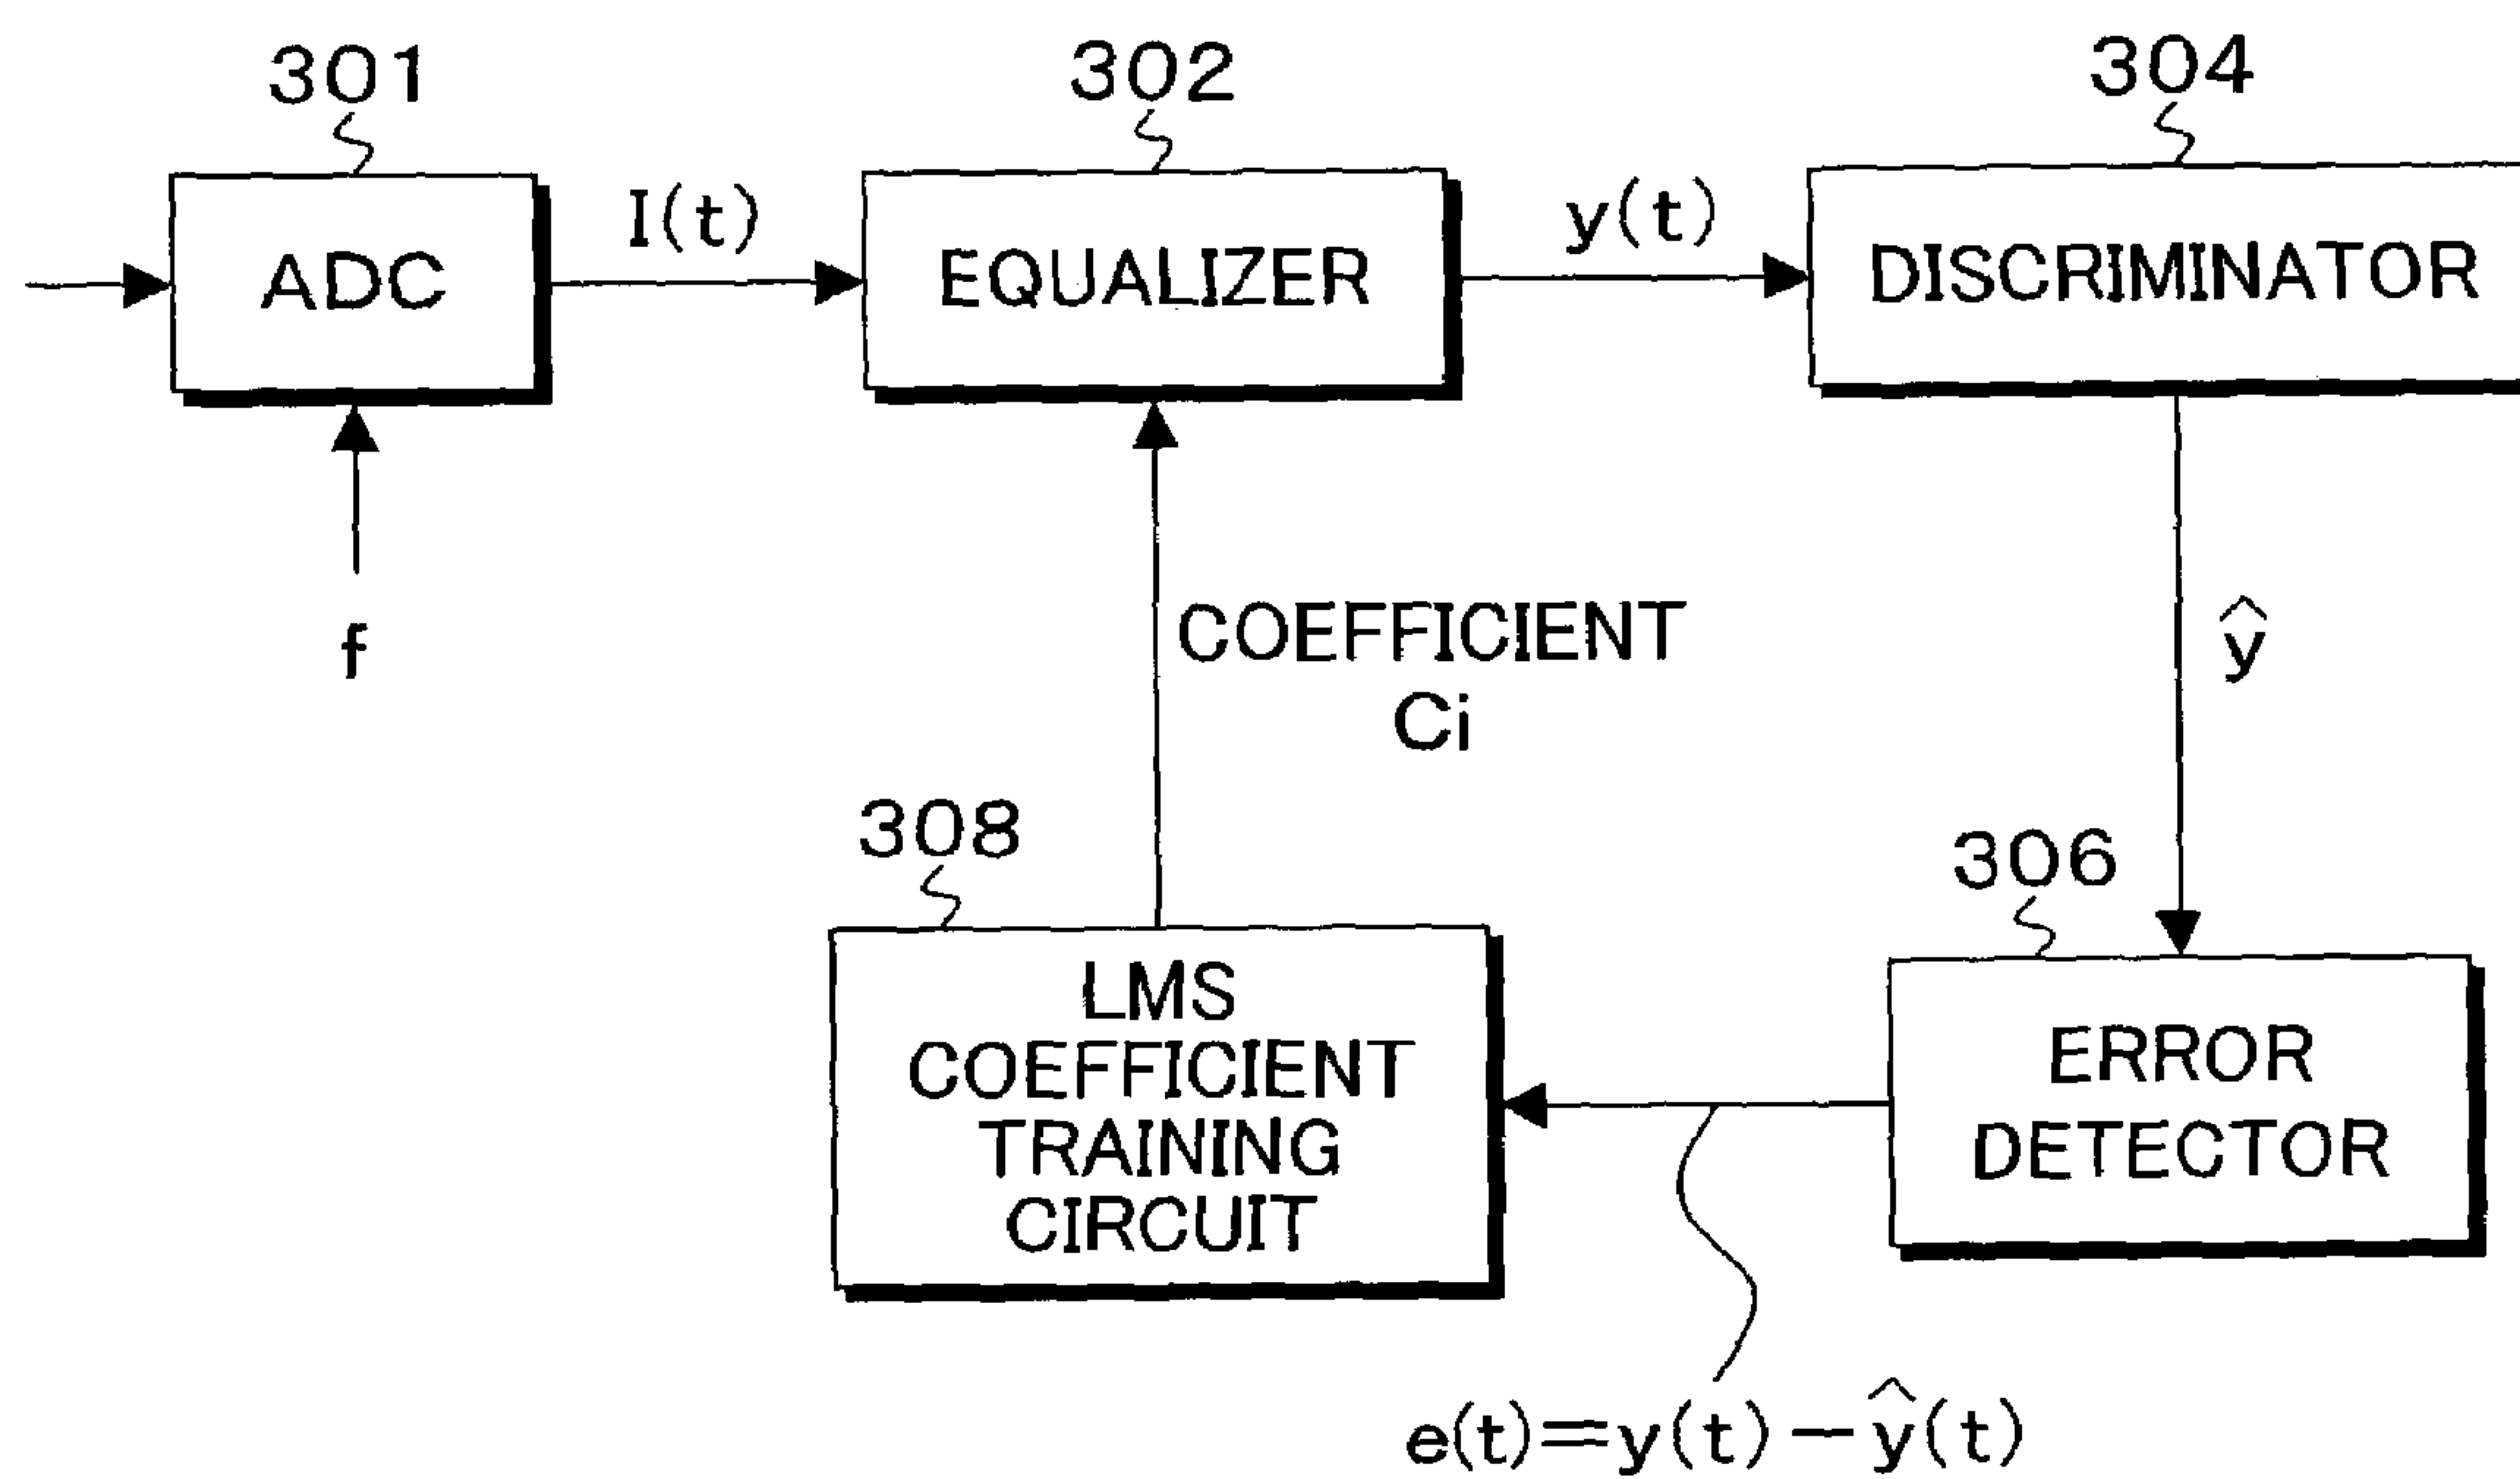 301
302
304
I(t)
y(t)
ADC
EQUALIZER
DISCRIMINATOR
f
COEFFICIENT
Ci
ŷ
308
306
LMS
COEFFICIENT
TRAINING
CIRCUIT
ERROR
DETECTOR
e(t)=y(t)-ŷ(t)